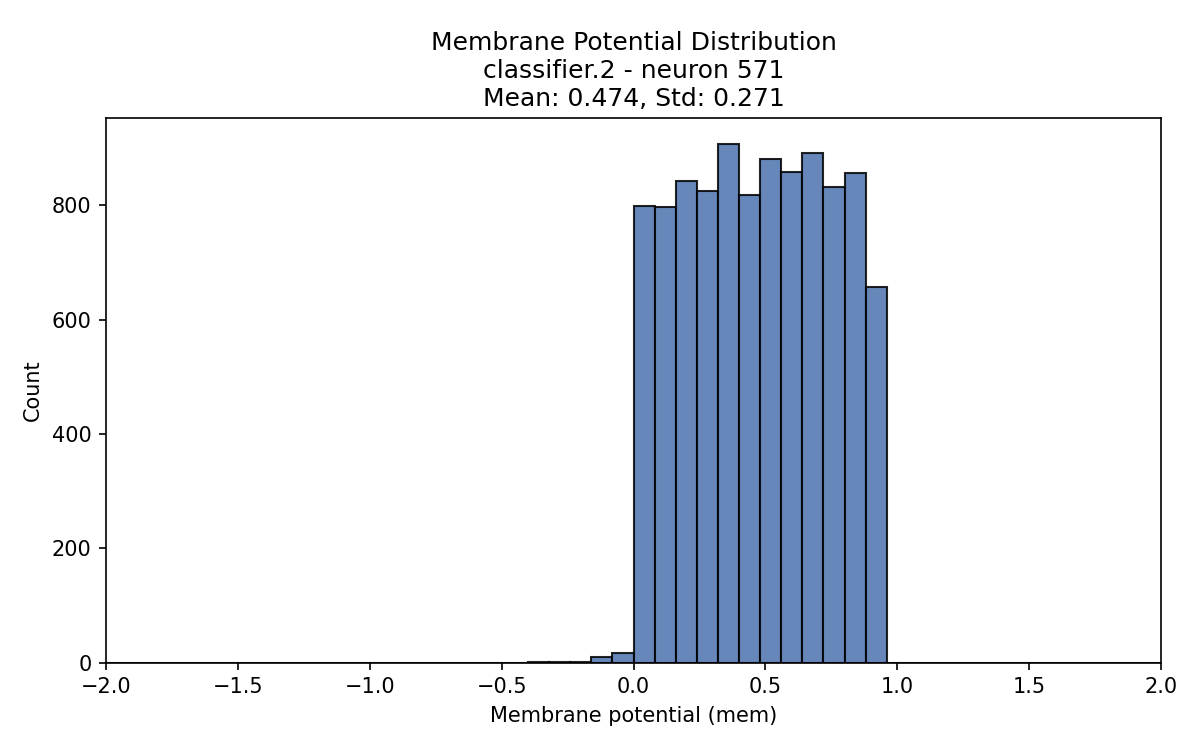 Membrane Potential Distribution
classifier.2 - neuron 571
Mean: 0.474, Std: 0.271
800
600
400
200
0
Count
−2.0 −1.5 −1.0 −0.5 0.0 0.5 1.0 1.5 2.0
Membrane potential (mem)